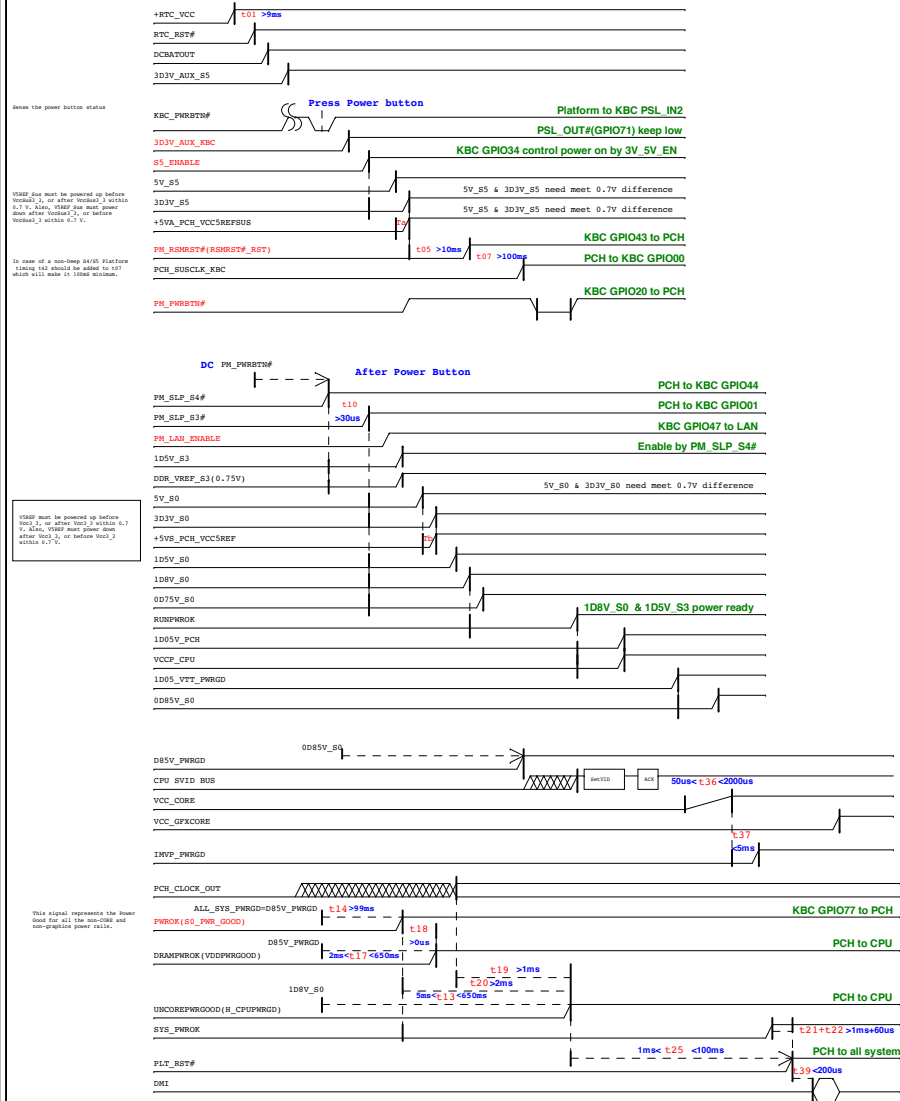 +RTC_VCC
t01 >9ms
RTC_RST#
DCBATOUT
3D3V_AUX_S5
Sense the power button status
Press Power button
KBC_PWRBTN#
Platform to KBC PSL_IN2
3D3V_AUX_KBC
PSL_OUT#(GPIO71) keep low
S5_ENABLE
KBC GPIO34 control power on by 3V_5V_EN
5V_S5
5V_S5 & 3D3V_S5 need meet 0.7V difference
V5REF_Sus must be powered up before
VccSus3_3, or after VccSus3_3 within
0.7 V. Also, V5REF_Sus must power
down after VccSus3_3, or before
VccSus3_3 within 0.7 V.
3D3V_S5
5V_S5 & 3D3V_S5 need meet 0.7V difference
+5VA_PCH_VCC5REFSUS
Ta
PM_RSMRST#(RSMRST#_RST)
t05 >10ms
KBC GPIO43 to PCH
t07 >100ms
In case of a non-Deep S4/S5 Platform
timing t42 should be added to t07
which will make it 100mS minimum.
PCH_SUSCLK_KBC
PCH to KBC GPIO00
PM_PWRBTN#
KBC GPIO20 to PCH
DC PM_PWRBTN#
After Power Button
PM_SLP_S4#
PCH to KBC GPIO44
t10
PM_SLP_S3#
>30us
PCH to KBC GPIO01
PM_LAN_ENABLE
KBC GPIO47 to LAN
1D5V_S3
Enable by PM_SLP_S4#
DDR_VREF_S3(0.75V)
5V_S0
5V_S0 & 3D3V_S0 need meet 0.7V difference
V5REF must be powered up before
Vcc3_3, or after Vcc3_3 within 0.7
V. Also, V5REF must power down
after Vcc3_3, or before Vcc3_3
within 0.7 V.
3D3V_S0
+5VS_PCH_VCC5REF
Tb
1D5V_S0
1D8V_S0
0D75V_S0
RUNPWROK
1D8V_S0 & 1D5V_S3 power ready
1D05V_PCH
VCCP_CPU
1D05_VTT_PWRGD
0D85V_S0
0D85V_S0
D85V_PWRGD
CPU SVID BUS
SetVID
ACK
50us< t36 <2000us
VCC_CORE
VCC_GFXCORE
t37
<5ms
IMVP_PWRGD
PCH_CLOCK_OUT
ALL_SYS_PWRGD=D85V_PWRGD
t14 >99ms
KBC GPIO77 to PCH
This signal represents the Power
Good for all the non-CORE and
non-graphics power rails.
PWROK(S0_PWR_GOOD)
t18
>0us
D85V_PWRGD
PCH to CPU
DRAMPWROK(VDDPWRGOOD)
2ms< t17 <650ms
t19 >1ms
t20 >2ms
1D8V_S0
5ms< t13 <650ms
PCH to CPU
UNCOREPWRGOOD(H_CPUPWRGD)
SYS_PWROK
t21+t22 >1ms+60us
1ms< t25 <100ms
PCH to all system
PLT_RST#
t39 <200us
DMI